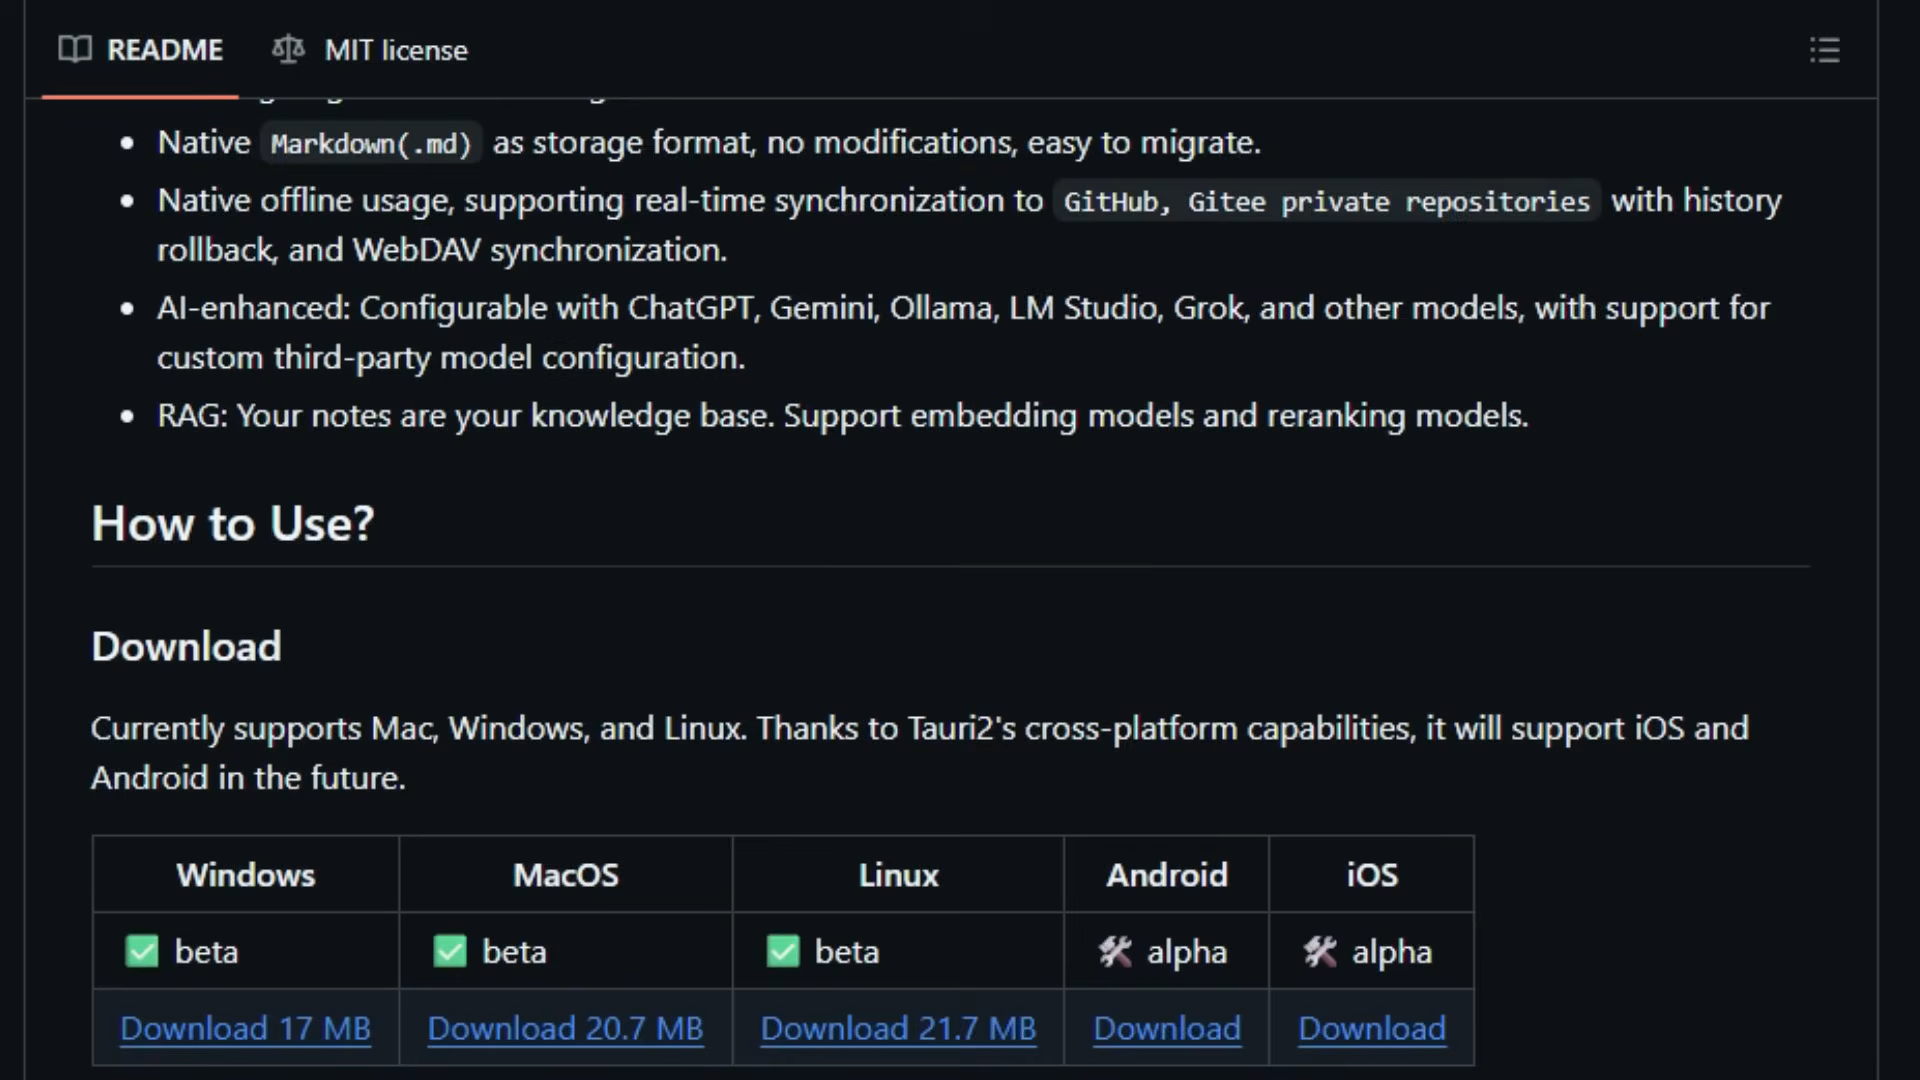 README MIT license
Native Markdown(.md) as storage format, no modifications, easy to migrate.
Native offline usage, supporting real-time synchronization to GitHub, Gitee private repositories with history
rollback, and WebDAV synchronization.
AI-enhanced: Configurable with ChatGPT, Gemini, Ollama, LM Studio, Grok, and other models, with support for
custom third-party model configuration.
RAG: Your notes are your knowledge base. Support embedding models and reranking models.
How to Use?
Download
Currently supports Mac, Windows, and Linux. Thanks to Tauri2's cross-platform capabilities, it will support iOS and
Android in the future.
Windows MacOS Linux Android iOS
✅ beta ✅ beta ✅ beta 🛠 alpha 🛠 alpha
Download 17 MB Download 20.7 MB Download 21.7 MB Download Download